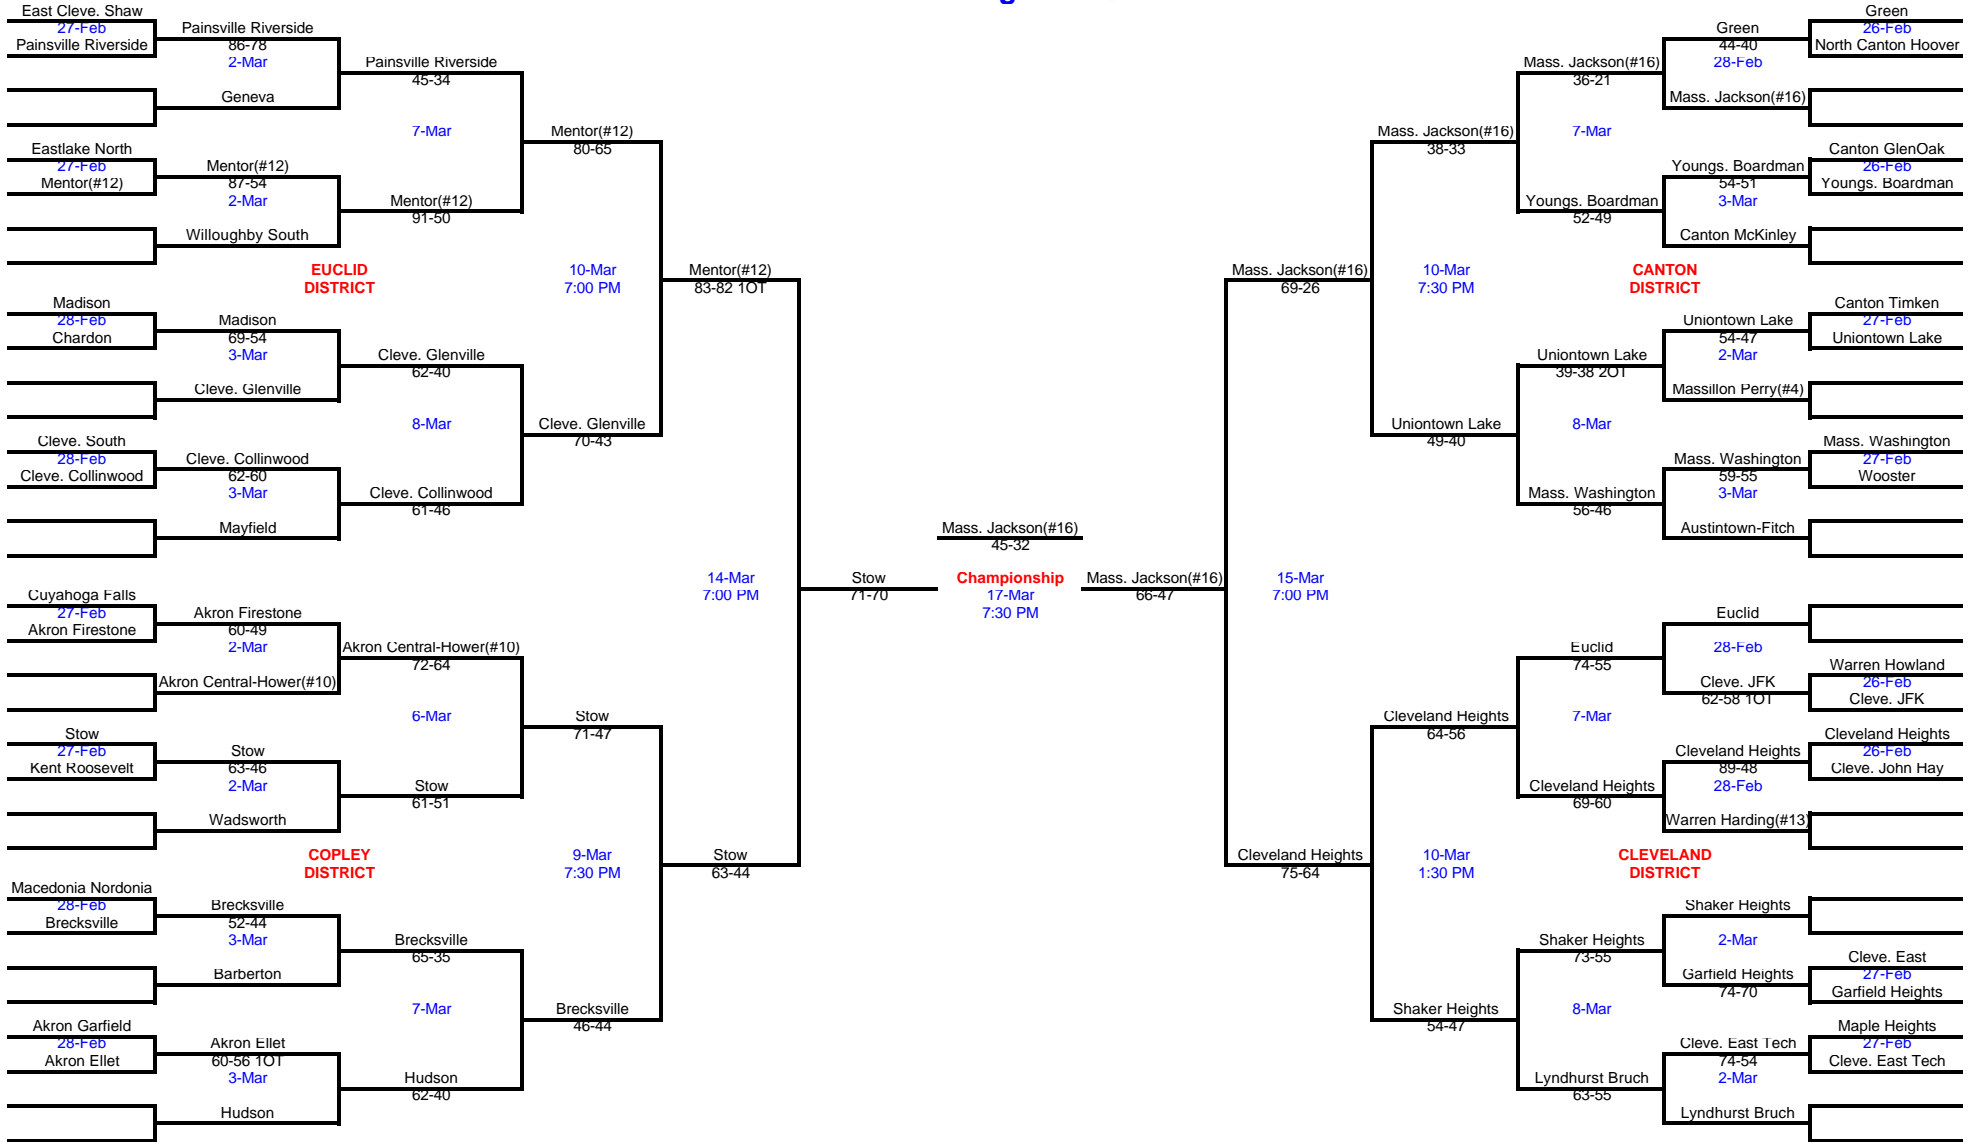 East Cleve. Shaw
27-Feb
Painsville Riverside
Painsville Riverside
86-78
2-Mar
Geneva
Painsville Riverside
45-34
7-Mar
Eastlake North
27-Feb
Mentor(#12)
Mentor(#12)
87-54
2-Mar
Willoughby South
Mentor(#12)
91-50
Mentor(#12)
80-65
EUCLID
DISTRICT
10-Mar
7:00 PM
Mentor(#12)
83-82 1OT
Madison
28-Feb
Chardon
Madison
69-54
3-Mar
Cleve. Glenville
Cleve. Glenville
62-40
8-Mar
Cleve. Glenville
70-43
Cleve. South
28-Feb
Cleve. Collinwood
Cleve. Collinwood
62-60
3-Mar
Mayfield
Cleve. Collinwood
61-46
14-Mar
7:00 PM
Stow
71-70
Cuyahoga Falls
27-Feb
Akron Firestone
Akron Firestone
60-49
2-Mar
Akron Central-Hower(#10)
Akron Central-Hower(#10)
72-64
6-Mar
Stow
71-47
Stow
27-Feb
Kent Roosevelt
Stow
63-46
2-Mar
Wadsworth
Stow
61-51
COPLEY
DISTRICT
9-Mar
7:30 PM
Stow
63-44
Macedonia Nordonia
28-Feb
Brecksville
Brecksville
52-44
3-Mar
Barberton
Brecksville
65-35
7-Mar
Brecksville
46-44
Akron Garfield
28-Feb
Akron Ellet
Akron Ellet
60-56 1OT
3-Mar
Hudson
Hudson
62-40
Mass. Jackson(#16)
45-32
Championship
17-Mar
7:30 PM
Mass. Jackson(#16)
66-47
15-Mar
7:00 PM
Green
26-Feb
North Canton Hoover
Green
44-40
28-Feb
Mass. Jackson(#16)
Mass. Jackson(#16)
36-21
7-Mar
Mass. Jackson(#16)
38-33
Canton GlenOak
26-Feb
Youngs. Boardman
Youngs. Boardman
54-51
3-Mar
Canton McKinley
Youngs. Boardman
52-49
Mass. Jackson(#16)
69-26
10-Mar
7:30 PM
CANTON
DISTRICT
Canton Timken
27-Feb
Uniontown Lake
Uniontown Lake
54-47
2-Mar
Massillon Perry(#4)
Uniontown Lake
39-38 2OT
8-Mar
Uniontown Lake
49-40
Mass. Washington
27-Feb
Wooster
Mass. Washington
59-55
3-Mar
Austintown-Fitch
Mass. Washington
56-46
Euclid
28-Feb
Warren Howland
26-Feb
Cleve. JFK
Cleve. JFK
62-58 1OT
Euclid
74-55
7-Mar
Cleveland Heights
64-56
Cleveland Heights
26-Feb
Cleve. John Hay
Cleveland Heights
89-48
28-Feb
Warren Harding(#13)
Cleveland Heights
69-60
Cleveland Heights
75-64
10-Mar
1:30 PM
CLEVELAND
DISTRICT
Shaker Heights
2-Mar
Cleve. East
27-Feb
Garfield Heights
Garfield Heights
74-70
Shaker Heights
73-55
8-Mar
Shaker Heights
54-47
Maple Heights
27-Feb
Cleve. East Tech
Cleve. East Tech
74-54
2-Mar
Lyndhurst Bruch
Lyndhurst Bruch
63-55